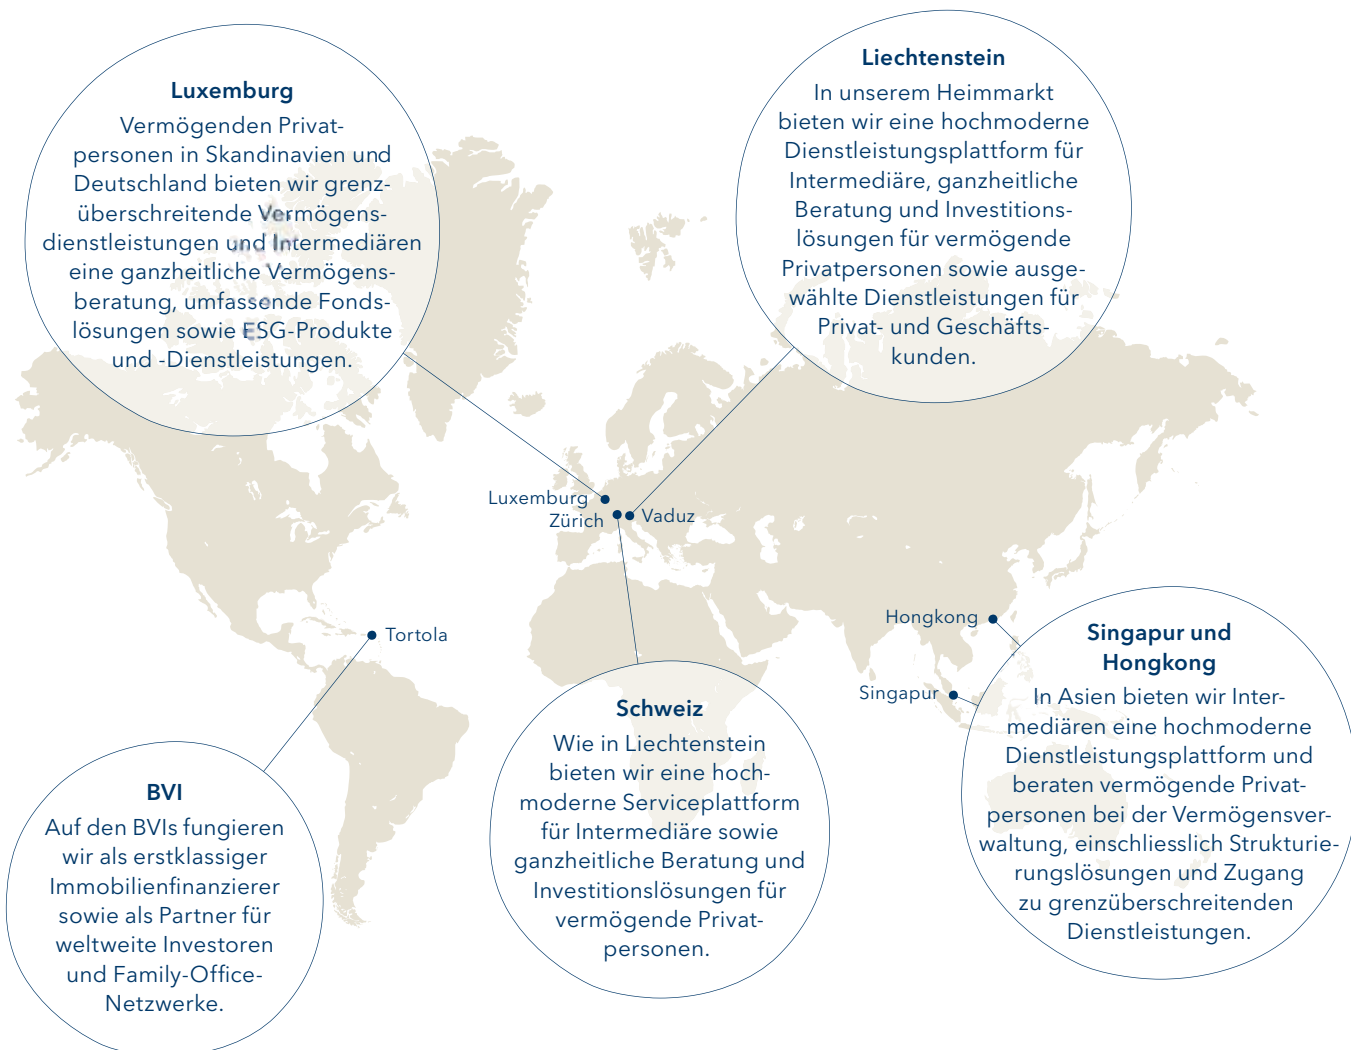 Luxemburg
Vermögenden Privat-
personen in Skandinavien und
Deutschland bieten wir grenz-
überschreitende Vermögens-
dienstleistungen und Intermediären
eine ganzheitliche Vermögens-
beratung, umfassende Fonds-
lösungen sowie ESG-Produkte
und -Dienstleistungen.
Liechtenstein
In unserem Heimmarkt
bieten wir eine hochmoderne
Dienstleistungsplattform für
Intermediäre, ganzheitliche
Beratung und Investitions-
lösungen für vermögende
Privatpersonen sowie ausge-
wählte Dienstleistungen für
Privat- und Geschäfts-
kunden.
Luxemburg
Zürich
Vaduz
Tortola
Hongkong
Singapur
BVI
Auf den BVIs fungieren
wir als erstklassiger
Immobilienfinanzierer
sowie als Partner für
weltweite Investoren
und Family-Office-
Netzwerke.
Schweiz
Wie in Liechtenstein
bieten wir eine hoch-
moderne Serviceplattform
für Intermediäre sowie
ganzheitliche Beratung und
Investitionslösungen für
vermögende Privat-
personen.
Singapur und
Hongkong
In Asien bieten wir Inter-
mediären eine hochmoderne
Dienstleistungsplattform und
beraten vermögende Privat-
personen bei der Vermögensver-
waltung, einschliesslich Strukturie-
rungslösungen und Zugang
zu grenzüberschreitenden
Dienstleistungen.